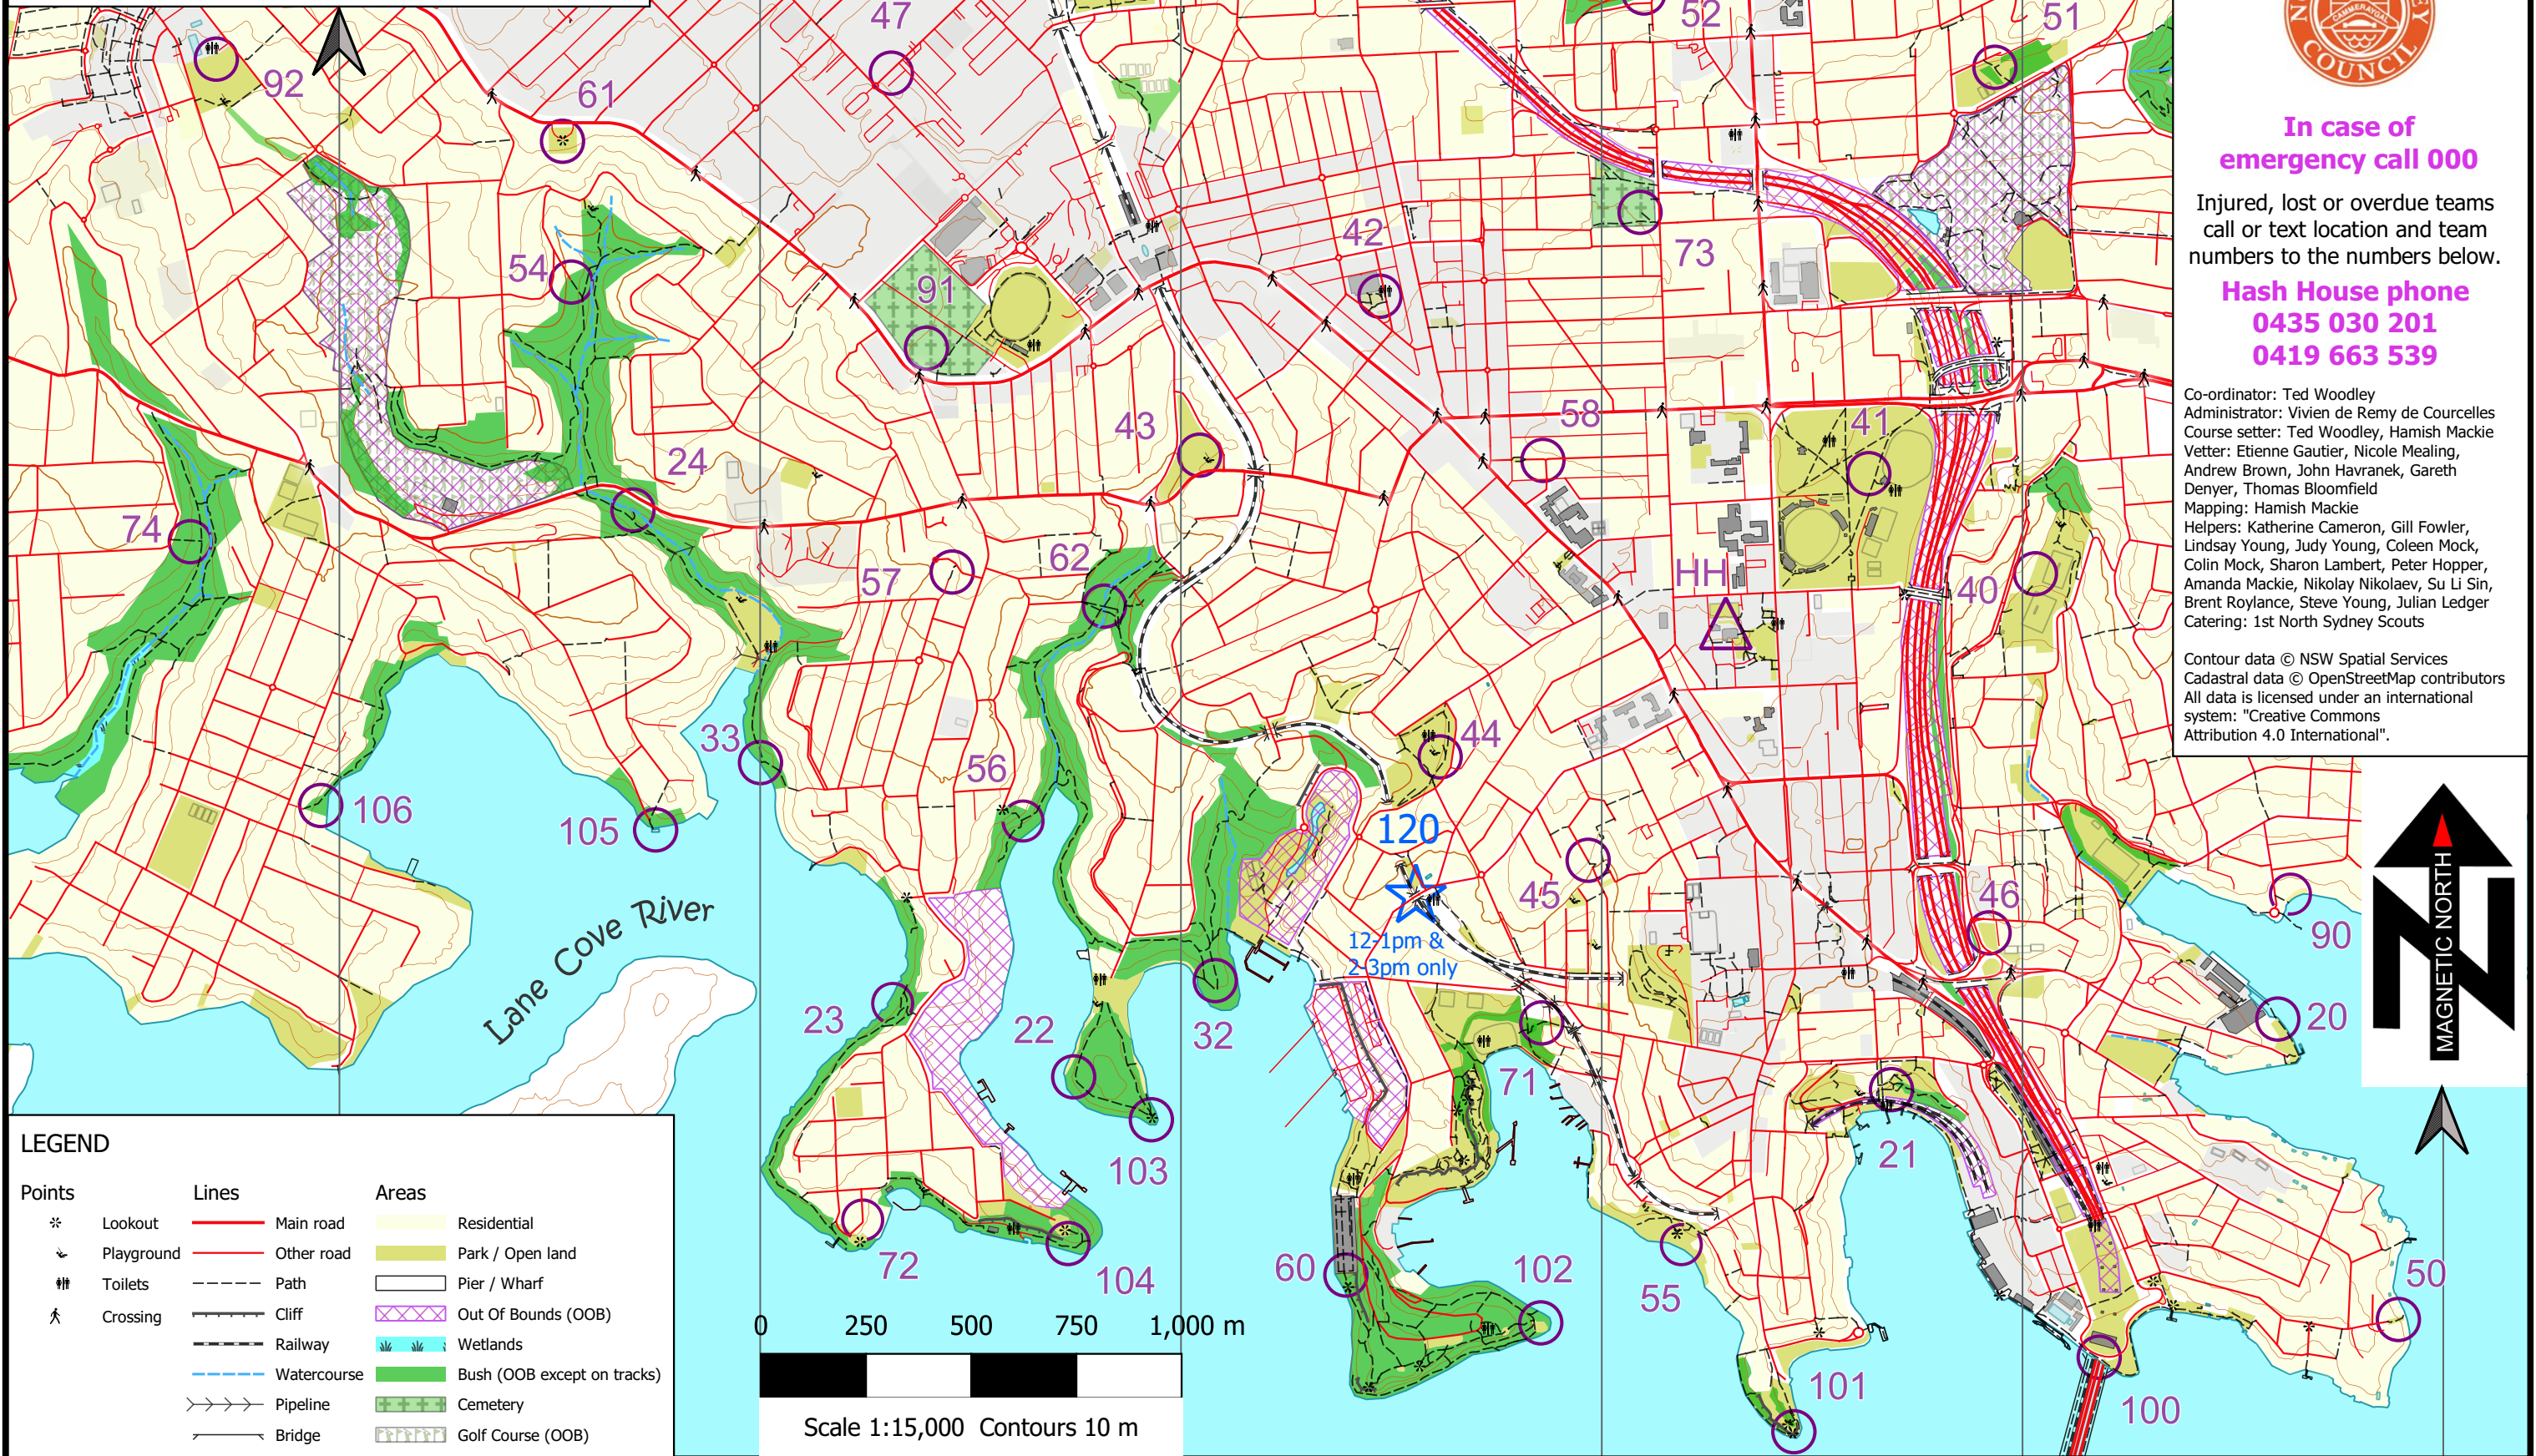 47
52
51
92
61
CAMMERAYGAL
COUNCIL
In case of
emergency call 000
Injured, lost or overdue teams
call or text location and team
numbers to the numbers below.
Hash House phone
0435 030 201
0419 663 539
Co-ordinator: Ted Woodley
Administrator: Vivien de Remy de Courcelles
Course setter: Ted Woodley, Hamish Mackie
Vetter: Etienne Gautier, Nicole Mealing,
Andrew Brown, John Havranek, Gareth
Denyer, Thomas Bloomfield
Mapping: Hamish Mackie
Helpers: Katherine Cameron, Gill Fowler,
Lindsay Young, Judy Young, Coleen Mock,
Colin Mock, Sharon Lambert, Peter Hopper,
Amanda Mackie, Nikolay Nikolaev, Su Li Sin,
Brent Roylance, Steve Young, Julian Ledger
Catering: 1st North Sydney Scouts
Contour data © NSW Spatial Services
Cadastral data © OpenStreetMap contributors
All data is licensed under an international
system: "Creative Commons
Attribution 4.0 International".
42
73
54
91
43
58
41
24
74
62
57
HH
40
33
56
44
106
105
120
45
46
90
12-1pm &
2-3pm only
Lane Cove River
23
22
32
20
71
103
21
72
104
60
102
55
50
101
100
MAGNETIC NORTH
LEGEND
Points Lines Areas
Lookout Main road Residential
Playground Other road Park / Open land
Toilets Path Pier / Wharf
Crossing Cliff Out Of Bounds (OOB)
Railway Wetlands
Watercourse Bush (OOB except on tracks)
Pipeline Cemetery
Bridge Golf Course (OOB)
0 250 500 750 1,000 m
Scale 1:15,000 Contours 10 m